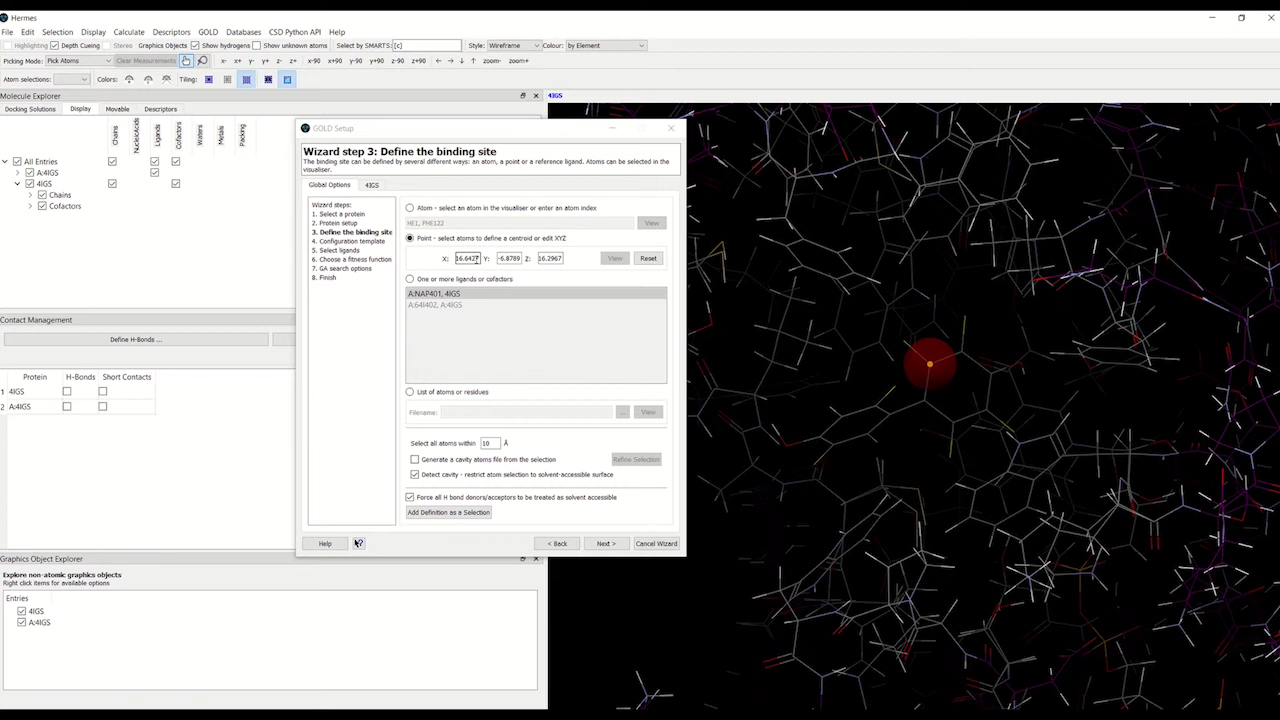 Hermes
File Edit Selection Display Calculate Descriptors GOLD Databases CSD Python API Help
Highlighting Depth Cueing Stereo Graphics Objects Show hydrogens Show unknown atoms Select by SMARTS: [c] Style: Wireframe Colour: by Element
Picking Mode: Pick Atoms Clear Measurements x- x+ y- y+ z- z+ x-90 x+90 y-90 y+90 z-90 z+90 ← → ↓ ↑ zoom- zoom+
Atom selections: Colors: Tiling:
Molecule Explorer
4IGS
Docking Solutions Display Movable Descriptors
Chains NucleicAcids Ligands Cofactors Waters Metals Packing
All Entries
A:4IGS
4IGS
Chains
Cofactors
Contact Management
Define H-Bonds ...
Protein H-Bonds Short Contacts
1 4IGS
2 A:4IGS
Graphics Object Explorer
Explore non-atomic graphics objects
Right click items for available options
Entries
4IGS
A:4IGS
GOLD Setup
Wizard step 3: Define the binding site
The binding site can be defined by several different ways: an atom, a point or a reference ligand. Atoms can be selected in the
visualiser.
Global Options 4IGS
Wizard steps:
1. Select a protein
2. Protein setup
3. Define the binding site
4. Configuration template
5. Select ligands
6. Choose a fitness function
7. GA search options
8. Finish
Atom - select an atom in the visualiser or enter an atom index
HE1, PHE122 View
Point - select atoms to define a centroid or edit XYZ
X: 16.6427 Y: -6.8789 Z: 16.2967 View Reset
One or more ligands or cofactors
A:NAP401, 4IGS
A:64I402, A:4IGS
List of atoms or residues
Filename: ... View
Select all atoms within 10 Å
Generate a cavity atoms file from the selection Refine Selection
Detect cavity - restrict atom selection to solvent-accessible surface
Force all H bond donors/acceptors to be treated as solvent accessible
Add Definition as a Selection
Help < Back Next > Cancel Wizard